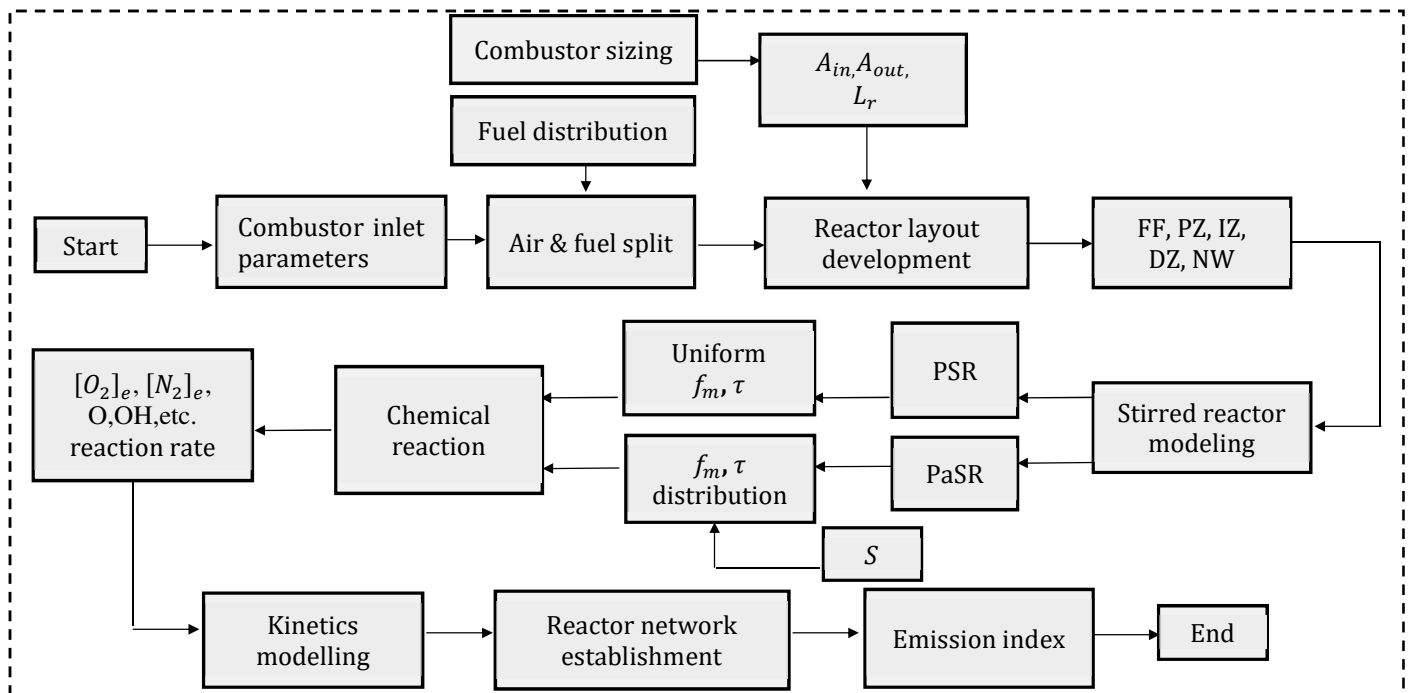 Combustor sizing
A_in,A_out,
L_r
Fuel distribution
Start
Combustor inlet
parameters
Air & fuel split
Reactor layout
development
FF, PZ, IZ,
DZ, NW
[O_2]_e, [N_2]_e,
O,OH,etc.
reaction rate
Chemical
reaction
Uniform
f_m, τ
PSR
Stirred reactor
modeling
f_m, τ
distribution
PaSR
S
Kinetics
modelling
Reactor network
establishment
Emission index
End